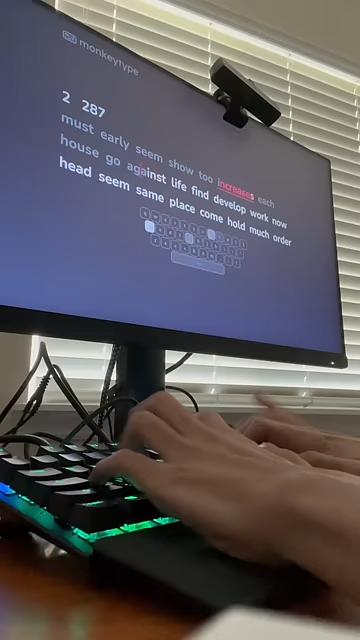 monkeytype
2 287
must early seem show too increases each
house go against life find develop work now
head seem same place come hold much order